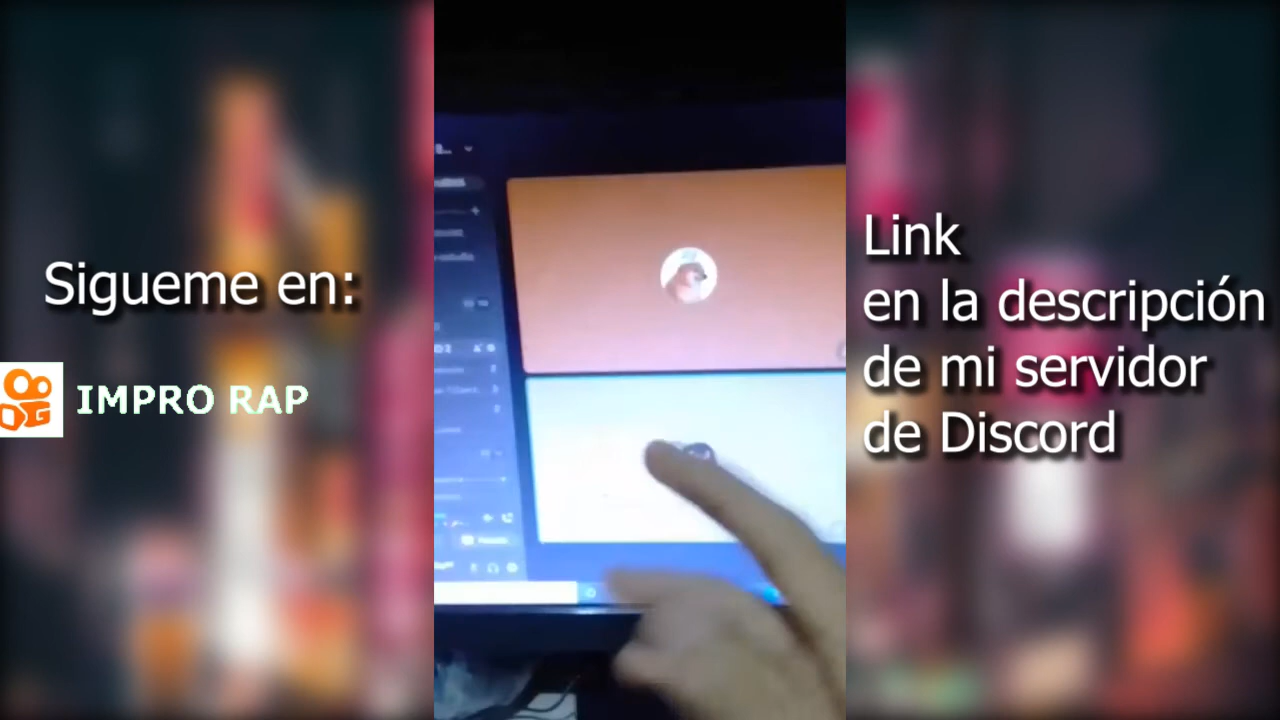 Sigueme en:
IMPRO RAP
Link
en la descripción
de mi servidor
de Discord